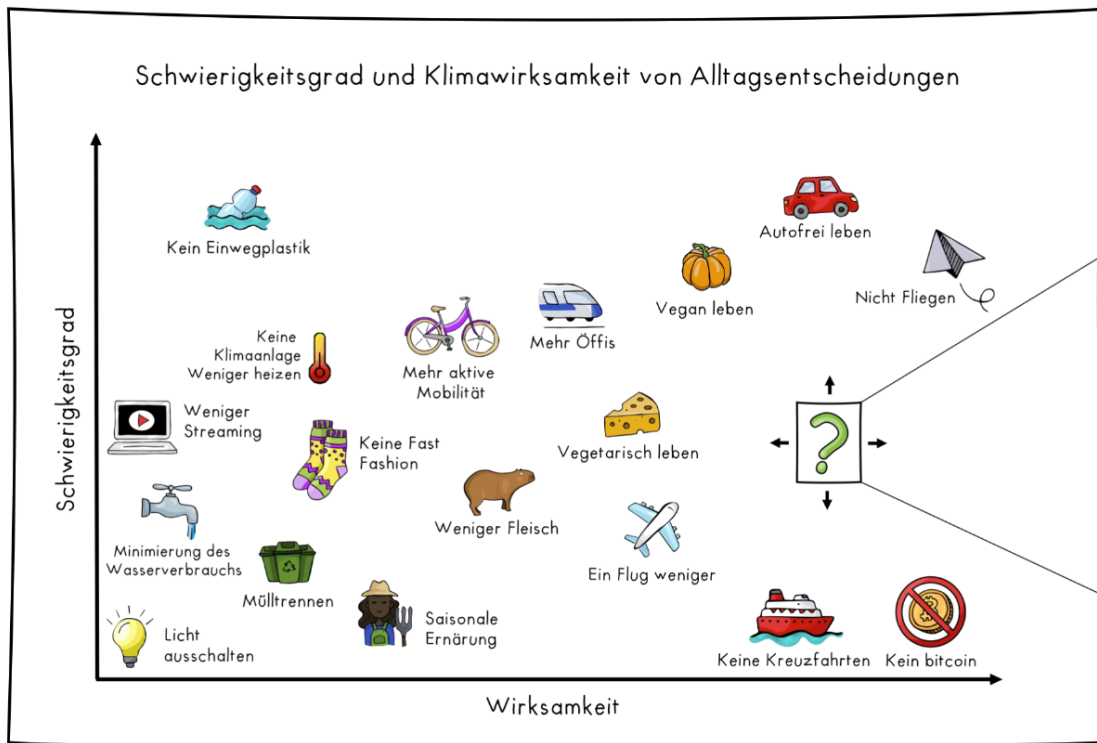 Schwierigkeitsgrad und Klimawirksamkeit von Alltagsentscheidungen
Schwierigkeitsgrad
Kein Einwegplastik
Autofrei leben
Nicht Fliegen
Vegan leben
Mehr Öffis
Keine
Klimaanlage
Weniger heizen
Mehr aktive
Mobilität
Weniger
Streaming
Keine Fast
Fashion
Vegetarisch leben
?
Weniger Fleisch
Minimierung des
Wasserverbrauchs
Mülltrennen
Ein Flug weniger
Licht
ausschalten
Saisonale
Ernärung
Keine Kreuzfahrten
Kein bitcoin
Wirksamkeit